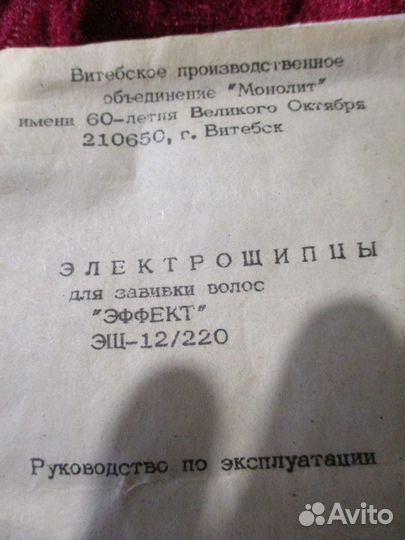 Витебское производственное
объединение "Монолит"
имени 60-летия Великого Октября
210650, г. Витебск
ЭЛЕКТРОЩИПЦЫ
для завивки волос
"ЭФФЕКТ"
ЭЩ-12/220
Руководство по эксплуатации
Avito